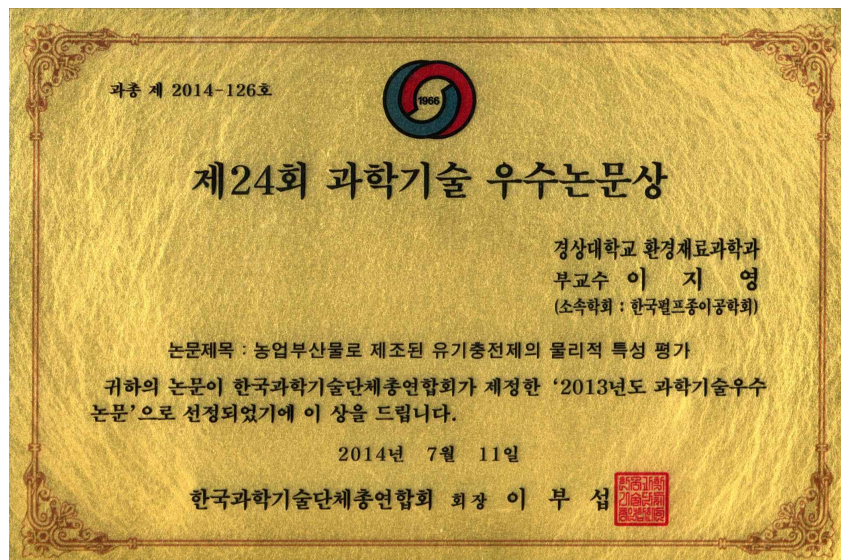 과총 제 2014-126호
1966
제24회 과학기술 우수논문상
경상대학교 환경재료과학과
부교수 이 지 영
(소속학회 : 한국펄프종이공학회)
논문제목 : 농업부산물로 제조된 유기충전제의 물리적 특성 평가
귀하의 논문이 한국과학기술단체총연합회가 제정한 ‘2013년도 과학기술우수
논문’으로 선정되었기에 이 상을 드립니다.
2014년 7월 11일
한국과학기술단체총연합회 회장 이 부 섭